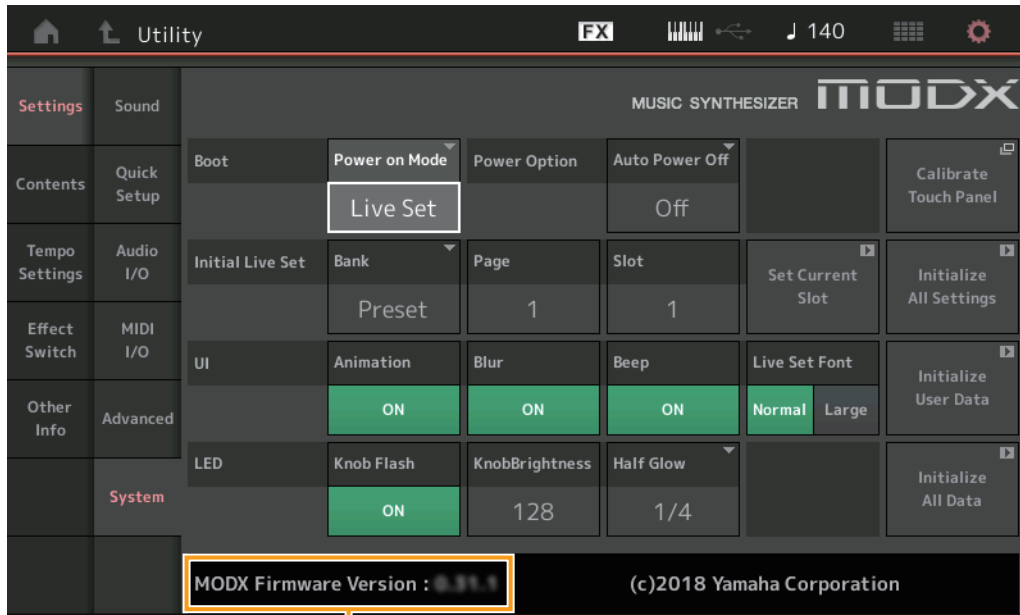 Utility
FX
140
Settings
Contents
Tempo
Settings
Effect
Switch
Other
Info
Sound
Quick
Setup
Audio
I/O
MIDI
I/O
Advanced
System
MUSIC SYNTHESIZER MODX
Boot
Power on Mode
Live Set
Power Option
Auto Power Off
Off
Calibrate
Touch Panel
Initial Live Set
Bank
Preset
Page
1
Slot
1
Set Current
Slot
Initialize
All Settings
UI
Animation
ON
Blur
ON
Beep
ON
Live Set Font
Normal Large
Initialize
User Data
LED
Knob Flash
ON
KnobBrightness
128
Half Glow
1/4
Initialize
All Data
MODX Firmware Version :
(c)2018 Yamaha Corporation